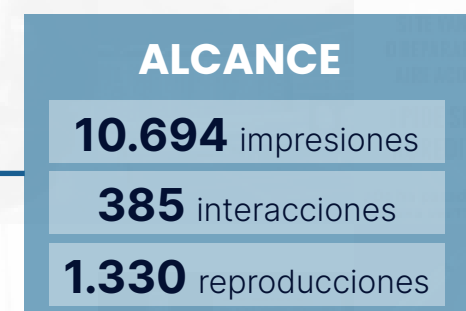 ALCANCE
10.694 impresiones
385 interacciones
1.330 reproducciones